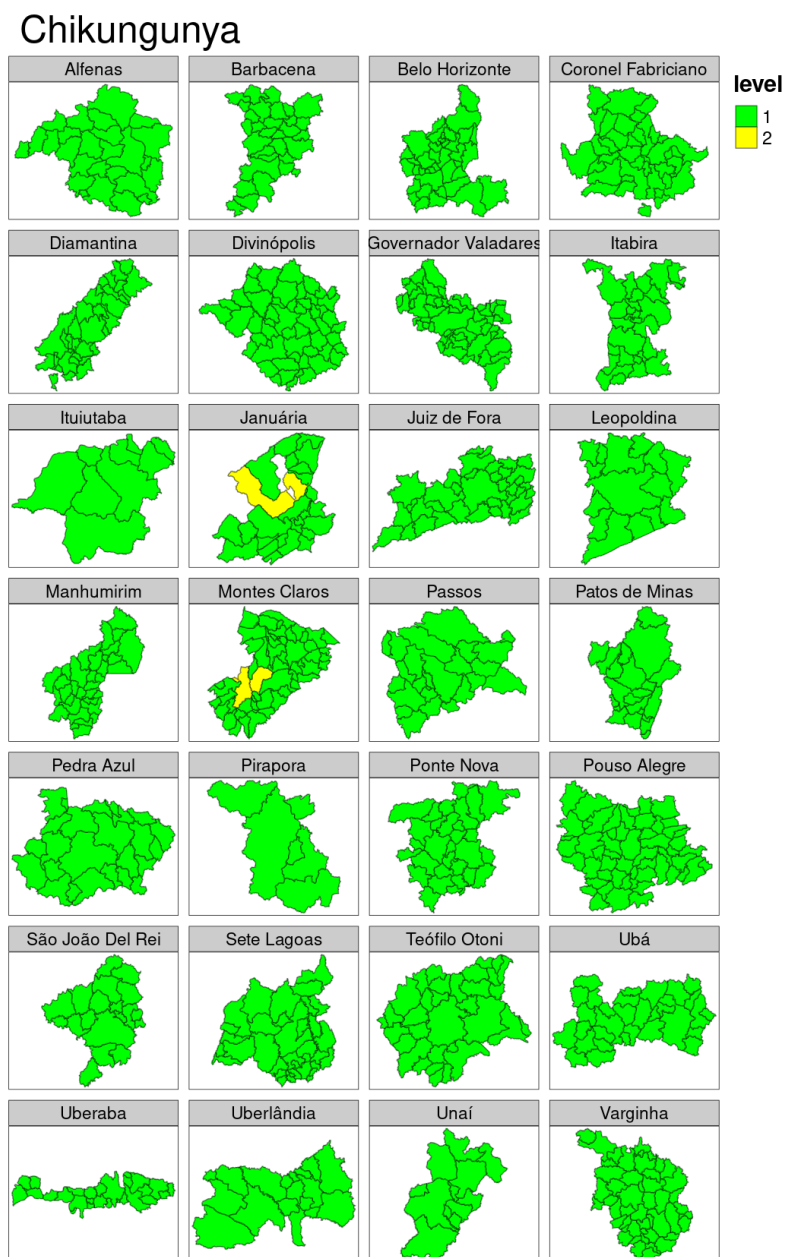 Chikungunya
Alfenas
Barbacena
Belo Horizonte
Coronel Fabriciano
level
1
2
Diamantina
Divinópolis
Governador Valadares
Itabira
Ituiutaba
Januária
Juiz de Fora
Leopoldina
Manhumirim
Montes Claros
Passos
Patos de Minas
Pedra Azul
Pirapora
Ponte Nova
Pouso Alegre
São João Del Rei
Sete Lagoas
Teófilo Otoni
Ubá
Uberaba
Uberlândia
Unaí
Varginha